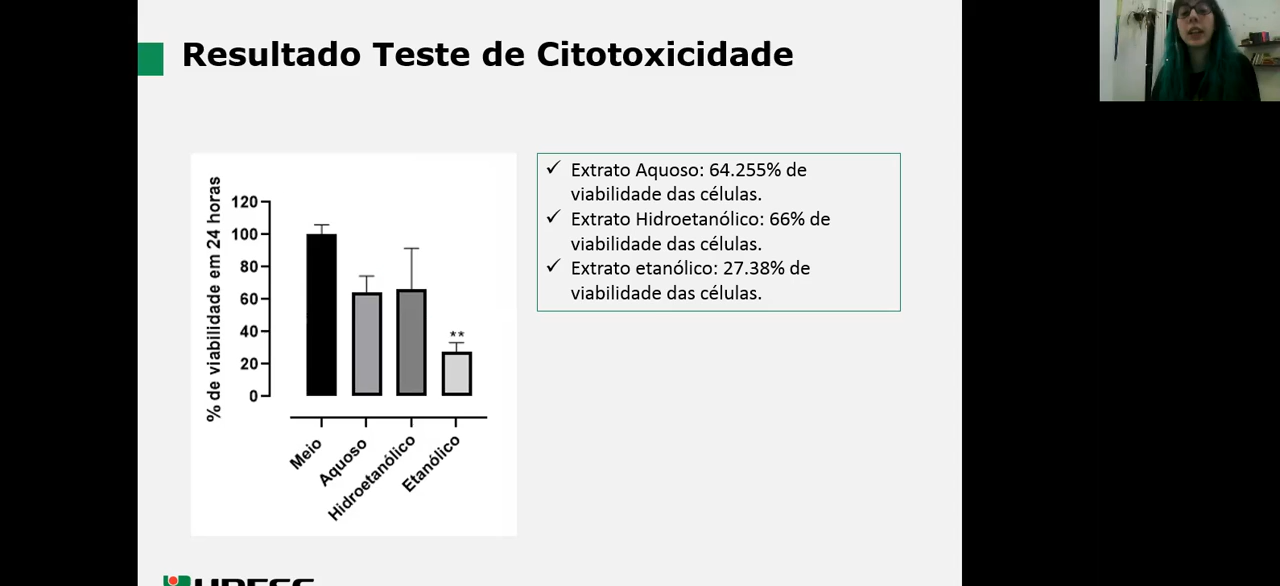 Resultado Teste de Citotoxicidade
% de viabilidade em 24 horas
120
100
80
60
40
20
0
**
Meio
Aquoso
Hidroetanólico
Etanólico
✓ Extrato Aquoso: 64.255% de
viabilidade das células.
✓ Extrato Hidroetanólico: 66% de
viabilidade das células.
✓ Extrato etanólico: 27.38% de
viabilidade das células.